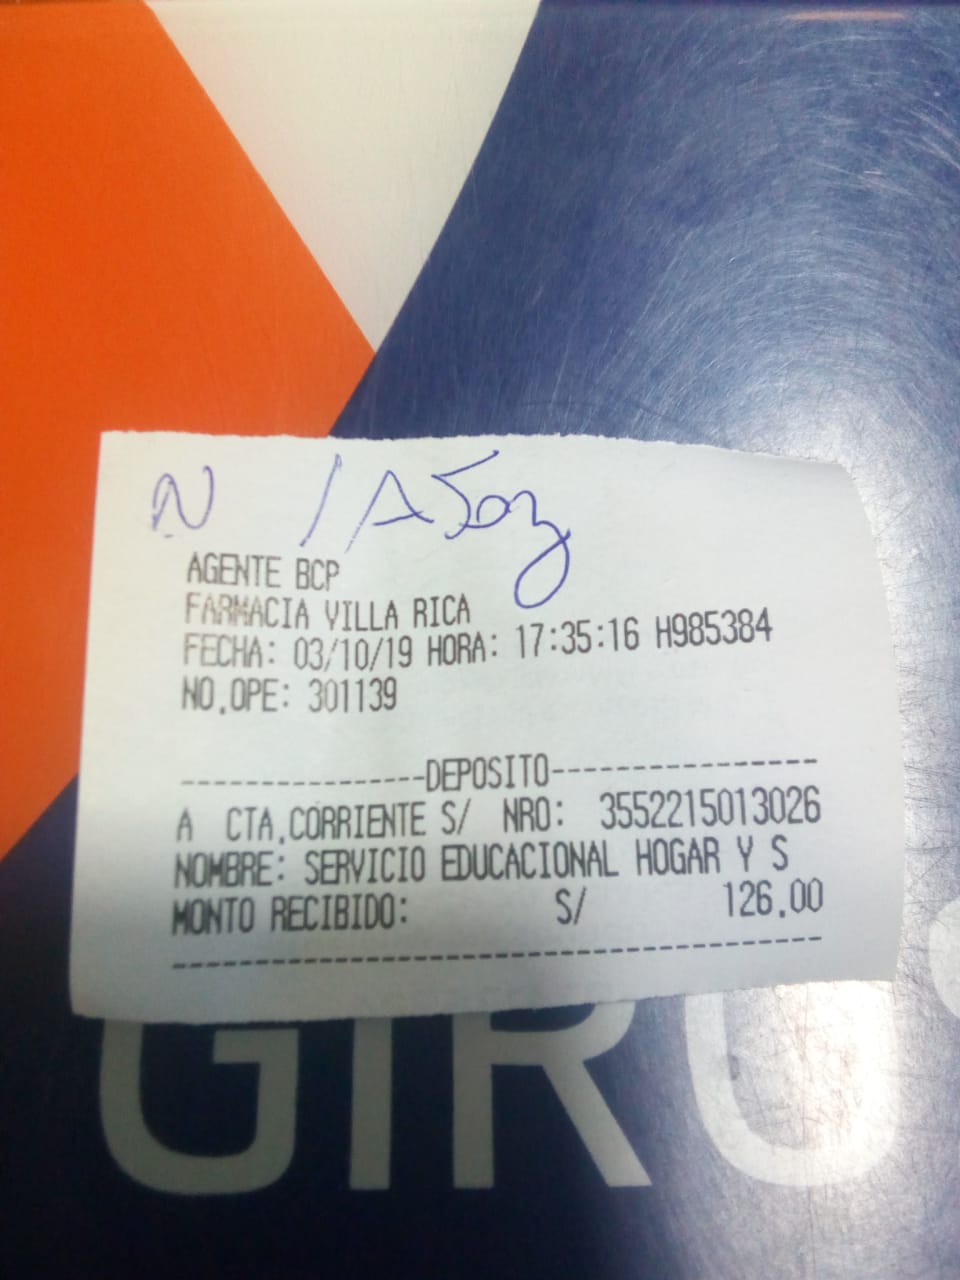 AGENTE BCP
FARMACIA VILLA RICA
FECHA: 03/10/19 HORA: 17:35:16 H985384
NO.OPE: 301139
---------------DEPOSITO----------------
A CTA.CORRIENTE S/ NRO: 3552215013026
NOMBRE: SERVICIO EDUCACIONAL HOGAR Y S
MONTO RECIBIDO: S/ 126.00
GIRO